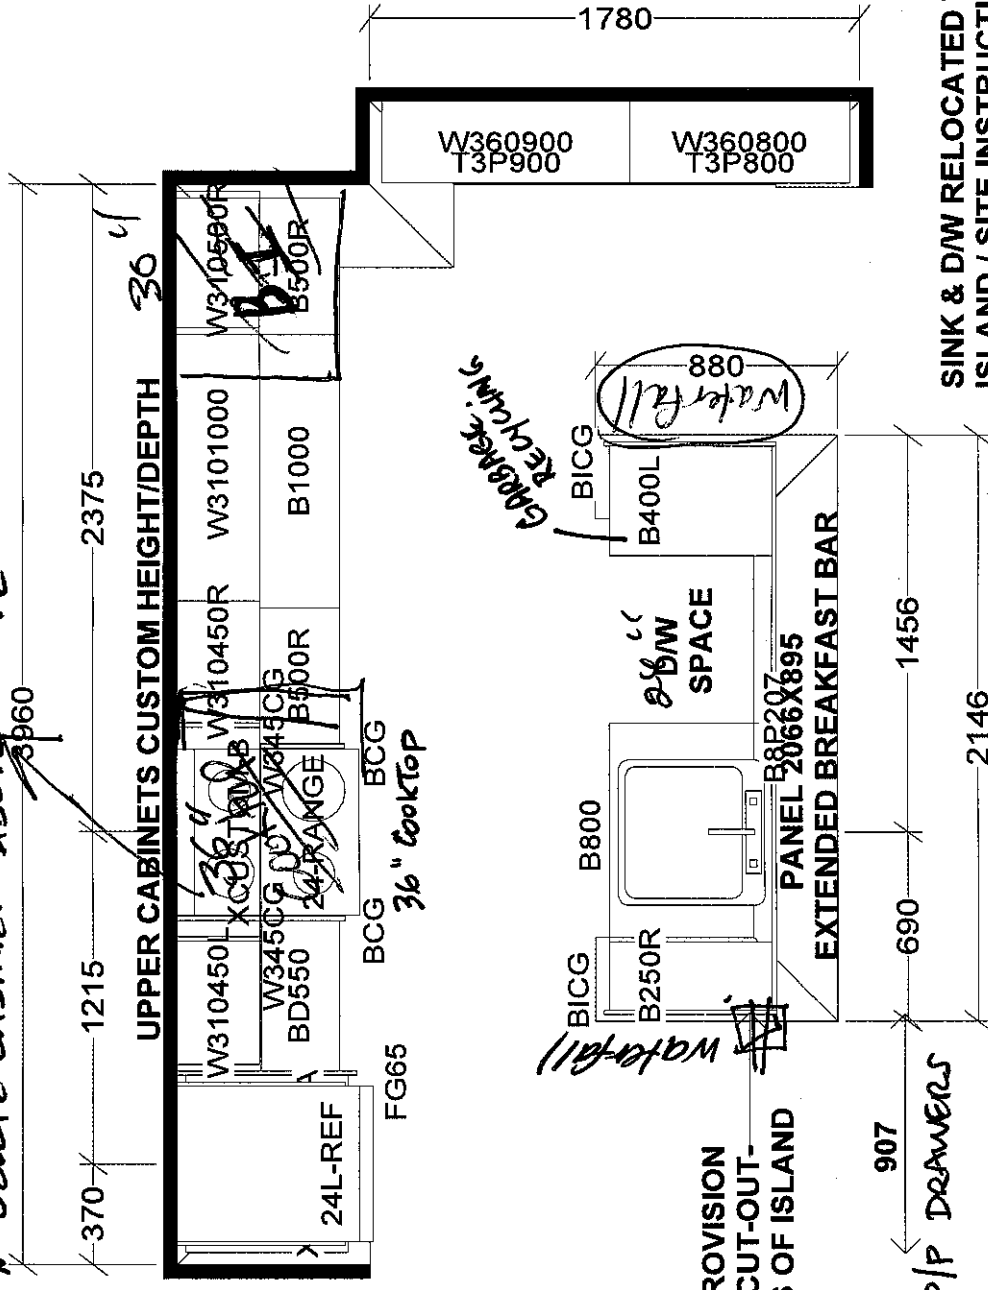 1780
W360900
T3P900
W360800
T3P800
SINK & D/W RELOCATED
ISLAND / SITE INSTRUCTI
3960
2375
1215
370
36"
UPPER CABINETS CUSTOM HEIGHT/DEPTH
W310500R
B500R
W3101000
B1000
W310450R
B500R
W345CG
BCG
36"
XCUSTOM-B
24-RANGE
36" COOKTOP
W310450L
W345CG
BD550
BCG
FG65
24L-REF
X
GARBAGE:
RECYCLING
880
Waterfall
BICG
B400L
D/W
SPACE
B800
B8P207
PANEL 2066X895
EXTENDED BREAKFAST BAR
BICG
B250R
Waterfall
1456
2146
690
907
ROVISION
CUT-OUT-
S OF ISLAND
P/P DRAWERS